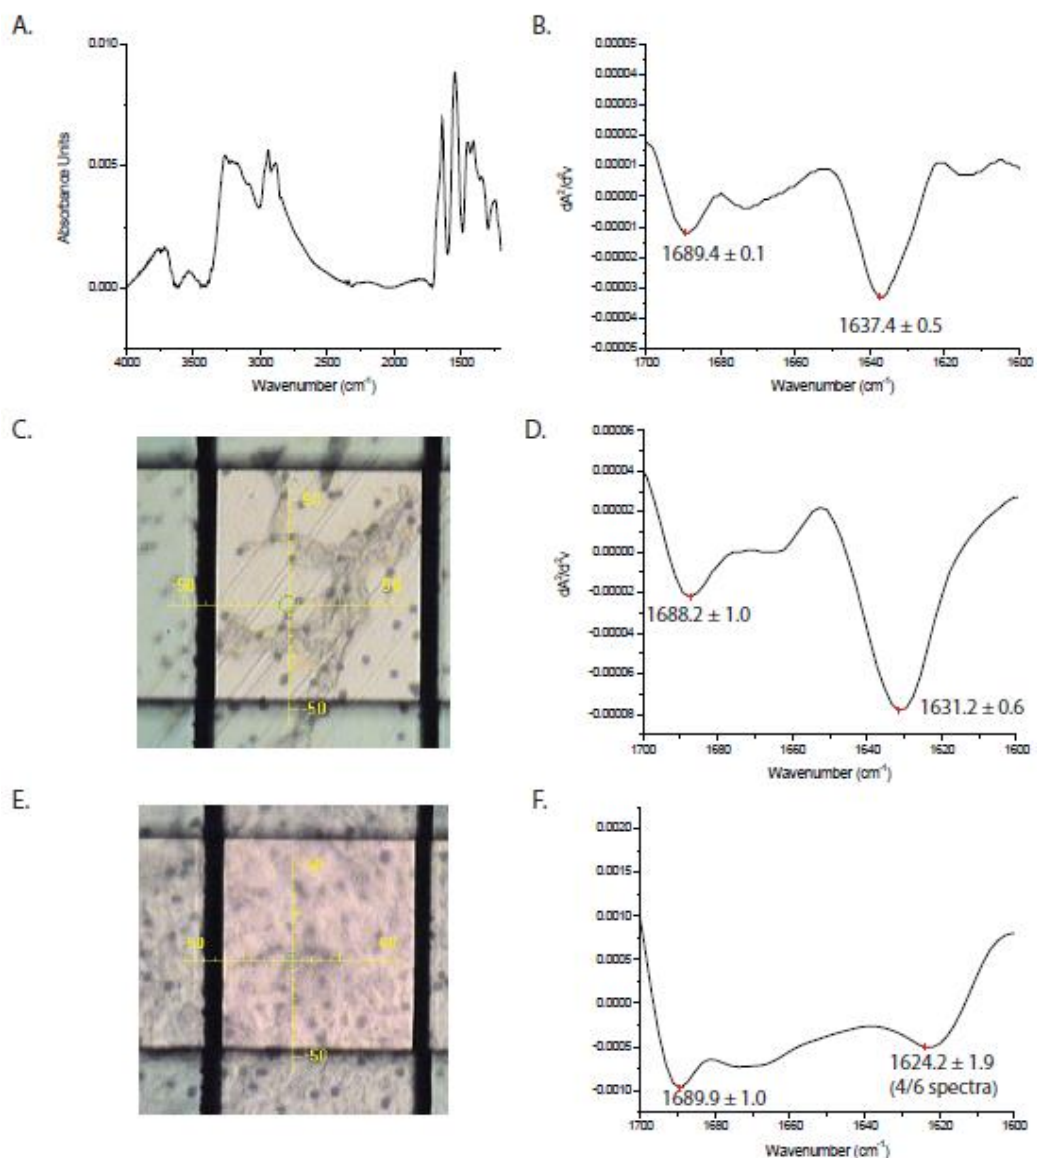 A.
0.010
0.005
0.000
Absorbance Units
4000 3500 3000 2500 2000 1500
Wavenumber (cm⁻¹)
B.
0.00005
0.00004
0.00003
0.00002
0.00001
0.00000
-0.00001
-0.00002
-0.00003
-0.00004
-0.00005
dA²/d²v
1689.4 ± 0.1
1637.4 ± 0.5
1700 1680 1660 1640 1620 1600
Wavenumber (cm⁻¹)
C.
50
-50
D.
0.00006
0.00004
0.00002
0.00000
-0.00002
-0.00004
-0.00006
-0.00008
dA²/d²v
1688.2 ± 1.0
1631.2 ± 0.6
1700 1680 1660 1640 1620 1600
Wavenumber (cm⁻¹)
E.
-50
F.
0.0020
0.0015
0.0010
0.0005
0.0000
-0.0005
-0.0010
1689.9 ± 1.0
1624.2 ± 1.9
(4/6 spectra)
1700 1680 1660 1640 1620 1600
Wavenumber (cm⁻¹)